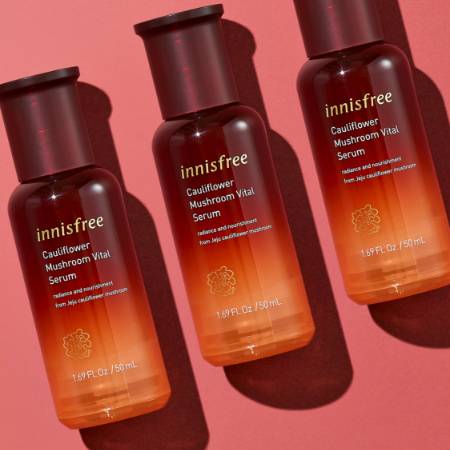 innisfree
Cauliflower
Mushroom Vital
Serum
radiance and nourishment
from Jeju cauliflower mushroom
1.69 Fl. Oz. / 50 mL
innisfree
Cauliflower
Mushroom Vital
Serum
radiance and nourishment
from Jeju cauliflower mushroom
1.69 Fl. Oz. / 50 mL
innisfree
Cauliflower
Mushroom Vital
Serum
radiance and nourishment
from Jeju cauliflower mushroom
1.69 Fl. Oz. / 50 mL